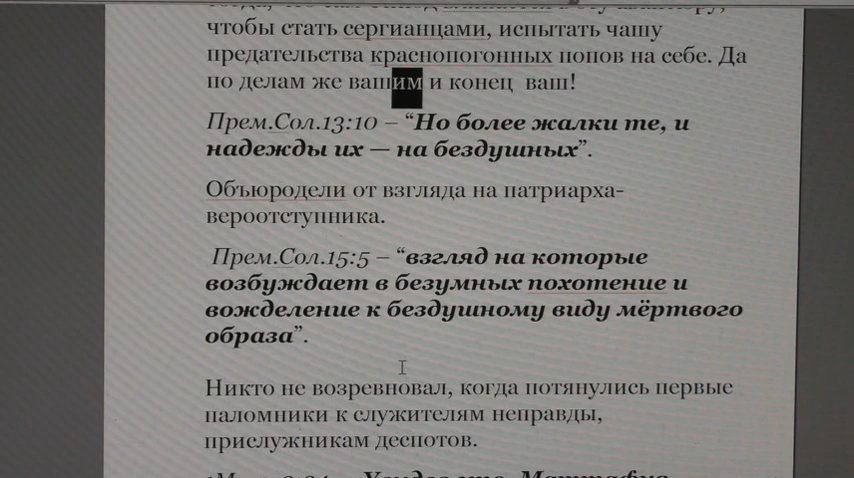 чтобы стать сергианцами, испытать чашу
предательства краснопогонных попов на себе. Да
по делам же вашим и конец ваш!
Прем.Сол.13:10 – “Но более жалки те, и
надежды их — на бездушных”.
Объюродели от взгляда на патриарха-
вероотступника.
Прем.Сол.15:5 – “взгляд на которые
возбуждает в безумных похотение и
вожделение к бездушному виду мёртвого
образа”.
Никто не возревновал, когда потянулись первые
паломники к служителям неправды,
прислужникам деспотов.